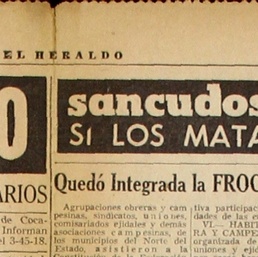 EL HERALDO
O
sancudos
SI LOS MATA
ARIOS
Quedó Integrada la FROC
de Coca-
Informan
el 3-45-18.
Agrupaciones obreras y cam
pesinas, sindicatos, uniones,
comisariados ejidales y demás
asociaciones campesinas, de
los municipios del Norte del
Estado, asistieron a la
tiva participac
dades de las e
VI.— HABIT
RA Y CAMPE
organizada de